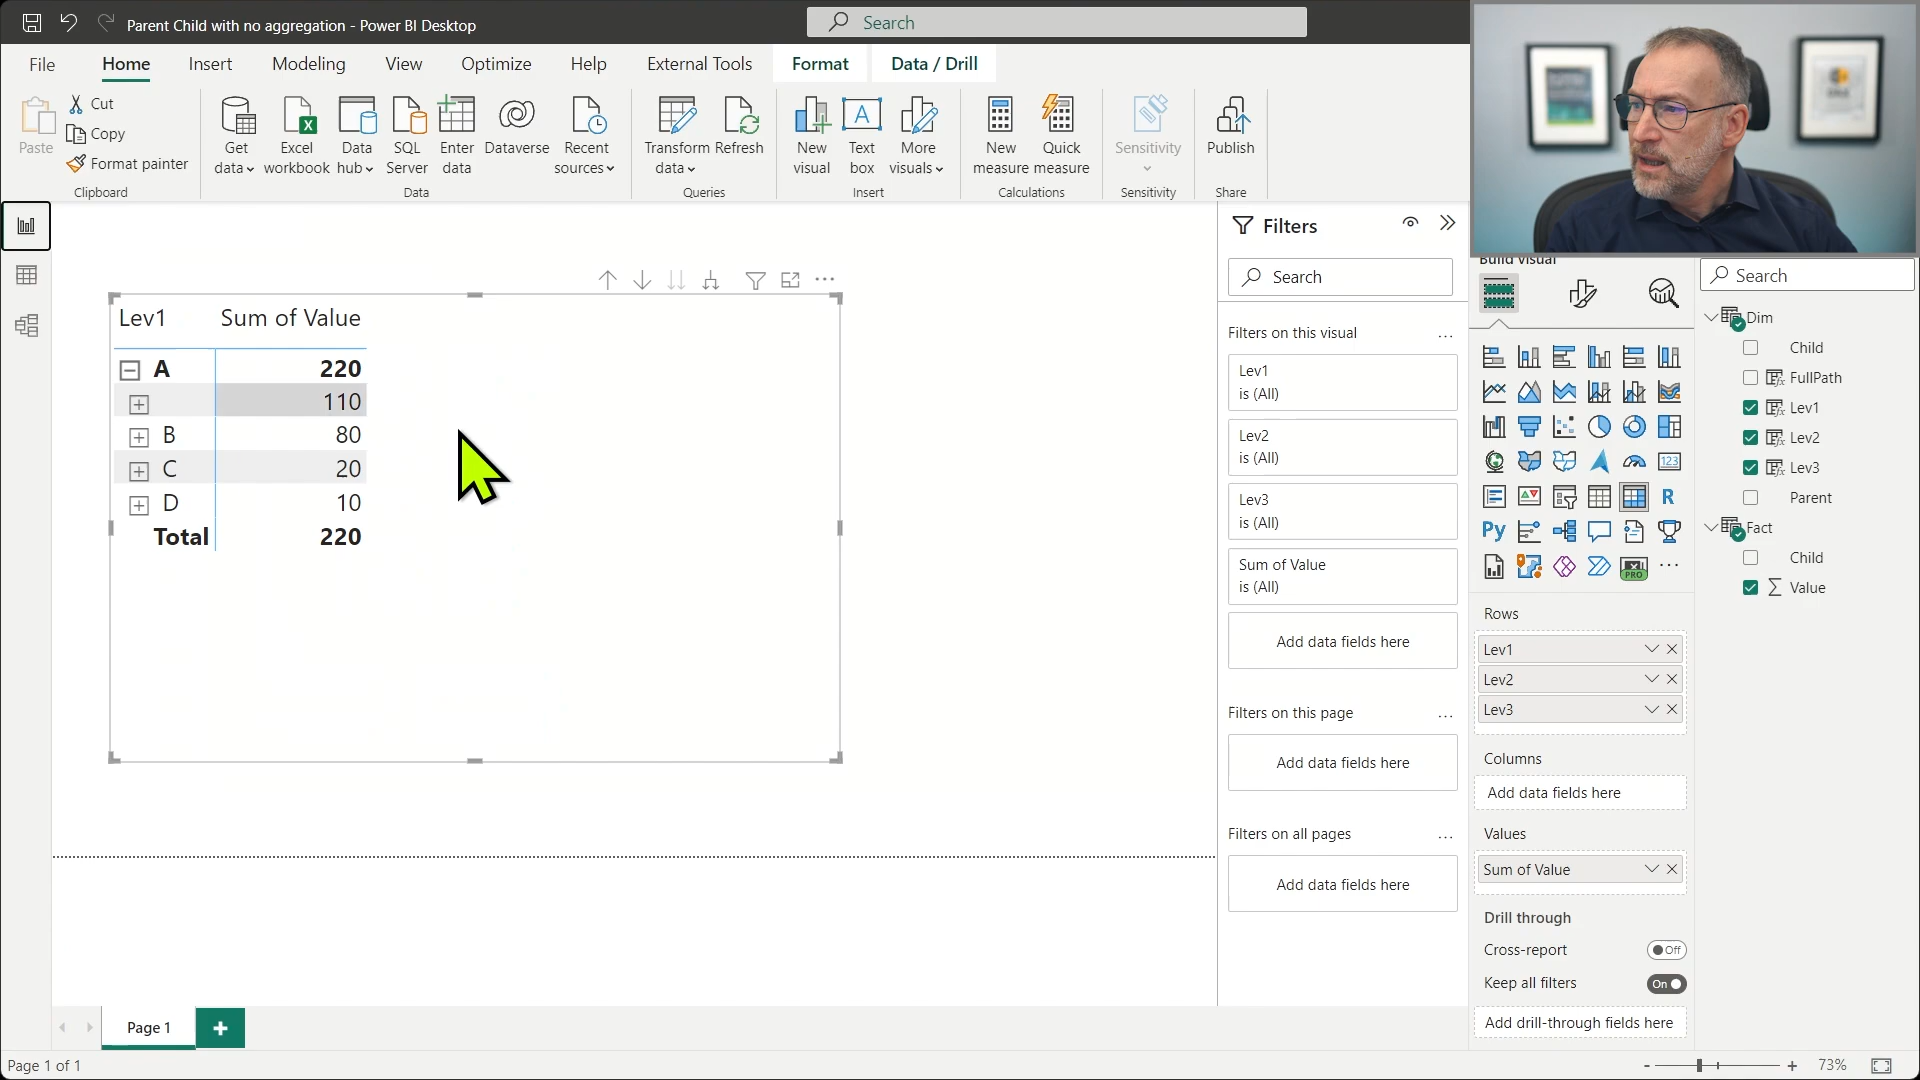 Parent Child with no aggregation - Power BI Desktop
Search
File
Home
Insert
Modeling
View
Optimize
Help
External Tools
Format
Data / Drill
Paste
Cut
Copy
Format painter
Clipboard
Get
data
Excel
workbook
Data
hub
SQL
Server
Enter
data
Dataverse
Recent
sources
Data
Transform
data
Refresh
Queries
New
visual
Text
box
More
visuals
Insert
New
measure
Quick
measure
Calculations
Sensitivity
Sensitivity
Publish
Share
Lev1 Sum of Value
A 220
110
B 80
C 20
D 10
Total 220
Filters
Search
Filters on this visual
Lev1
is (All)
Lev2
is (All)
Lev3
is (All)
Sum of Value
is (All)
Add data fields here
Filters on this page
Add data fields here
Filters on all pages
Add data fields here
Build visual
123
R
Py
PRO
Rows
Lev1
Lev2
Lev3
Columns
Add data fields here
Values
Sum of Value
Drill through
Cross-report
Off
Keep all filters
On
Add drill-through fields here
Search
Dim
Child
FullPath
Lev1
Lev2
Lev3
Parent
Fact
Child
Value
Page 1
Page 1 of 1
73%